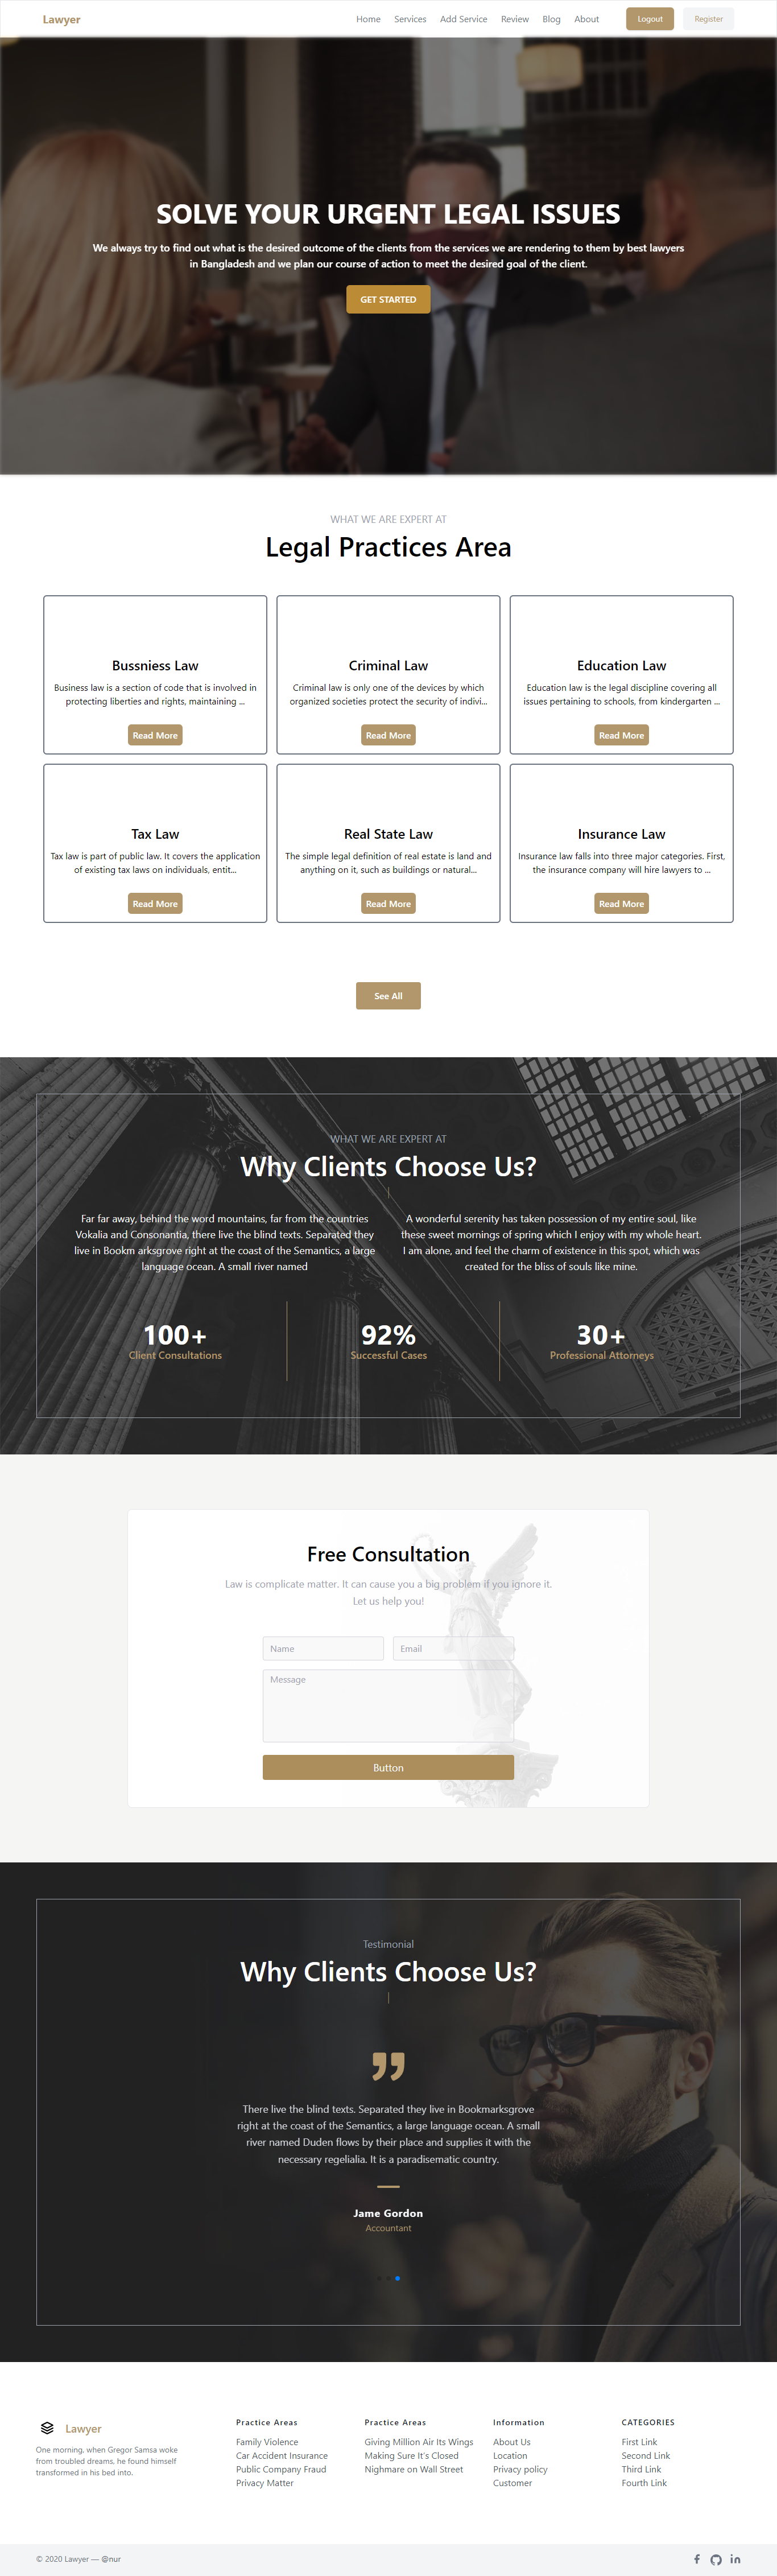 Lawyer
Home Services Add Service Review Blog About Logout Register
SOLVE YOUR URGENT LEGAL ISSUES
We always try to find out what is the desired outcome of the clients from the services we are rendering to them by best lawyers
in Bangladesh and we plan our course of action to meet the desired goal of the client.
GET STARTED
WHAT WE ARE EXPERT AT
Legal Practices Area
Bussniess Law
Business law is a section of code that is involved in
protecting liberties and rights, maintaining ...
Read More
Criminal Law
Criminal law is only one of the devices by which
organized societies protect the security of indivi...
Read More
Education Law
Education law is the legal discipline covering all
issues pertaining to schools, from kindergarten ...
Read More
Tax Law
Tax law is part of public law. It covers the application
of existing tax laws on individuals, entit...
Read More
Real State Law
The simple legal definition of real estate is land and
anything on it, such as buildings or natural...
Read More
Insurance Law
Insurance law falls into three major categories. First,
the insurance company will hire lawyers to ...
Read More
See All
WHAT WE ARE EXPERT AT
Why Clients Choose Us?
Far far away, behind the word mountains, far from the countries
Vokalia and Consonantia, there live the blind texts. Separated they
live in Bookm arksgrove right at the coast of the Semantics, a large
language ocean. A small river named
A wonderful serenity has taken possession of my entire soul, like
these sweet mornings of spring which I enjoy with my whole heart.
I am alone, and feel the charm of existence in this spot, which was
created for the bliss of souls like mine.
100+
Client Consultations
92%
Successful Cases
30+
Professional Attorneys
Free Consultation
Law is complicate matter. It can cause you a big problem if you ignore it.
Let us help you!
Name
Email
Message
Button
Testimonial
Why Clients Choose Us?
There live the blind texts. Separated they live in Bookmarksgrove
right at the coast of the Semantics, a large language ocean. A small
river named Duden flows by their place and supplies it with the
necessary regelialia. It is a paradisematic country.
Jame Gordon
Accountant
Lawyer
One morning, when Gregor Samsa woke
from troubled dreams, he found himself
transformed in his bed into.
Practice Areas
Family Violence
Car Accident Insurance
Public Company Fraud
Privacy Matter
Practice Areas
Giving Million Air Its Wings
Making Sure It's Closed
Nighmare on Wall Street
Information
About Us
Location
Privacy policy
Customer
CATEGORIES
First Link
Second Link
Third Link
Fourth Link
© 2020 Lawyer — @nur